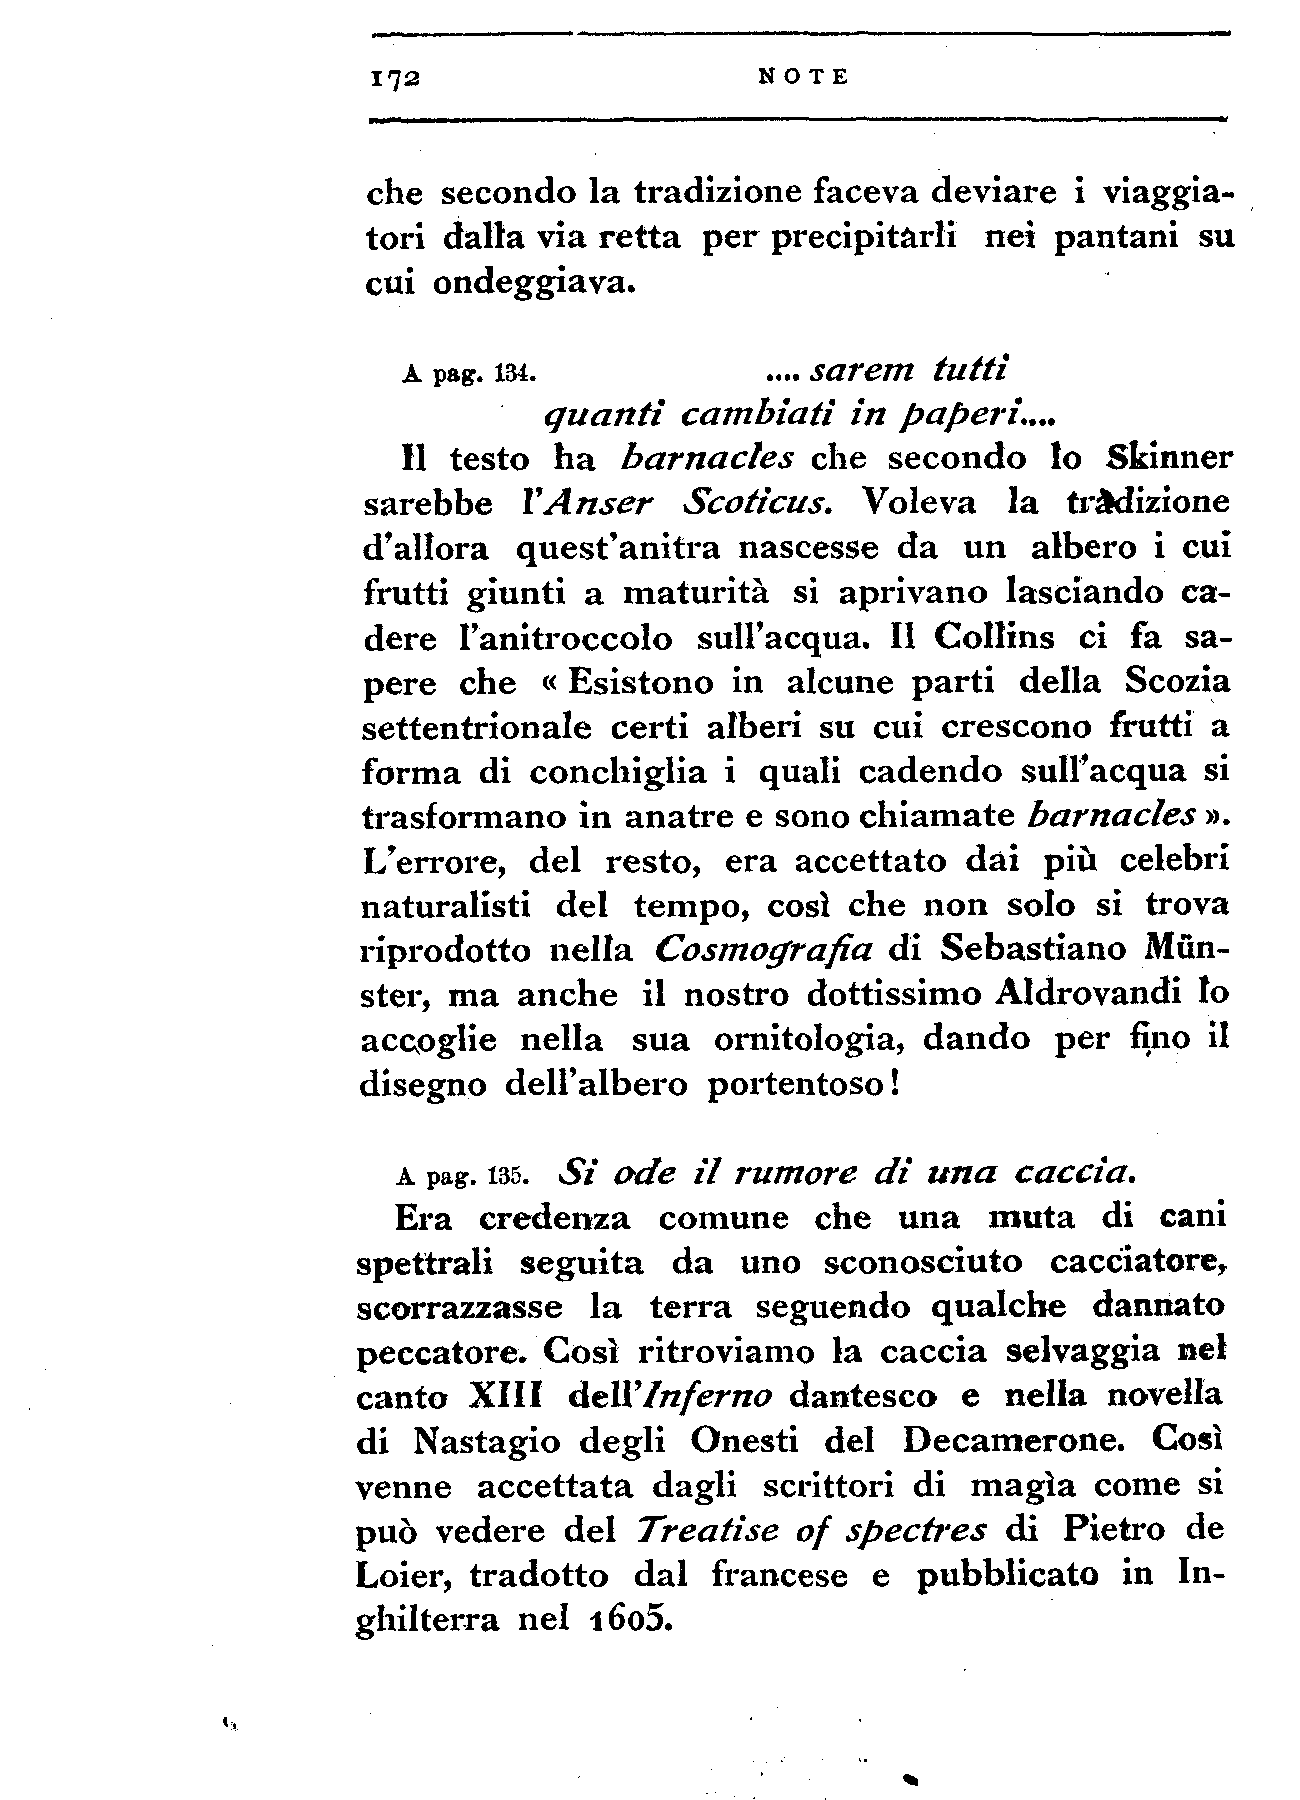 172 NOTE
che secondo la tradizione faceva deviare i viaggia-
tori dalla via retta per precipitarli nei pantani su
cui ondeggiava.
A pag. 134. .... sarem tutti
quanti cambiati in paperi....
Il testo ha barnacles che secondo lo Skinner
sarebbe l'Anser Scoticus. Voleva la tradizione
d'allora quest'anitra nascesse da un albero i cui
frutti giunti a maturità si aprivano lasciando ca-
dere l'anitroccolo sull'acqua. Il Collins ci fa sa-
pere che « Esistono in alcune parti della Scozia
settentrionale certi alberi su cui crescono frutti a
forma di conchiglia i quali cadendo sull'acqua si
trasformano in anatre e sono chiamate barnacles ».
L'errore, del resto, era accettato dai più celebri
naturalisti del tempo, così che non solo si trova
riprodotto nella Cosmografia di Sebastiano Mün-
ster, ma anche il nostro dottissimo Aldrovandi lo
accoglie nella sua ornitologia, dando per fino il
disegno dell'albero portentoso!
A pag. 135. Si ode il rumore di una caccia.
Era credenza comune che una muta di cani
spettrali seguita da uno sconosciuto cacciatore,
scorrazzasse la terra seguendo qualche dannato
peccatore. Così ritroviamo la caccia selvaggia nel
canto XIII dell'Inferno dantesco e nella novella
di Nastagio degli Onesti del Decamerone. Così
venne accettata dagli scrittori di magìa come si
può vedere del Treatise of spectres di Pietro de
Loier, tradotto dal francese e pubblicato in In-
ghilterra nel 1605.